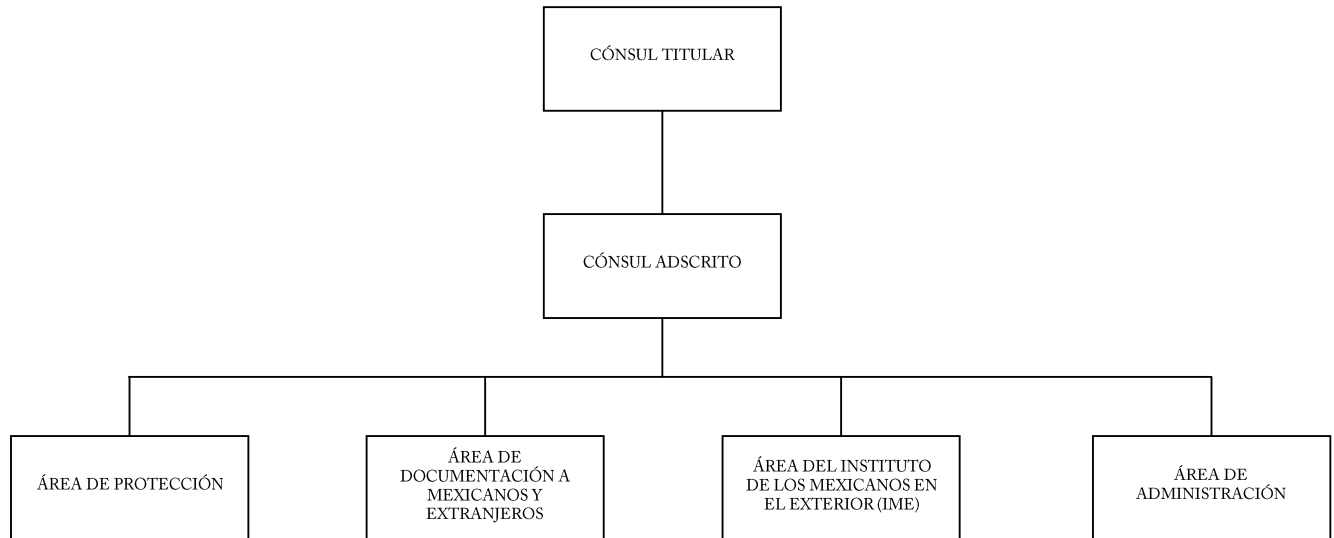 CÓNSUL TITULAR
CÓNSUL ADSCRITO
ÁREA DE PROTECCIÓN
ÁREA DE
DOCUMENTACIÓN A
MEXICANOS Y
EXTRANJEROS
ÁREA DEL INSTITUTO
DE LOS MEXICANOS EN
EL EXTERIOR (IME)
ÁREA DE
ADMINISTRACIÓN